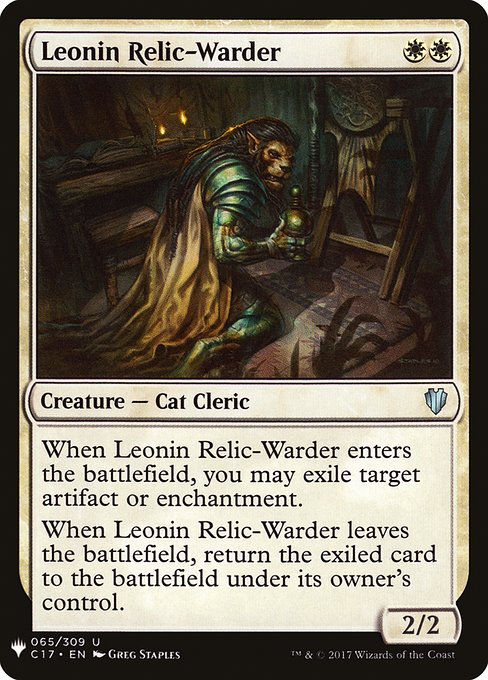 Leonin Relic-Warder
Creature — Cat Cleric
When Leonin Relic-Warder enters
the battlefield, you may exile target
artifact or enchantment.
When Leonin Relic-Warder leaves
the battlefield, return the exiled card
to the battlefield under its owner's
control.
2/2
065/309 U
C17 • EN Greg Staples
™ & © 2017 Wizards of the Coast